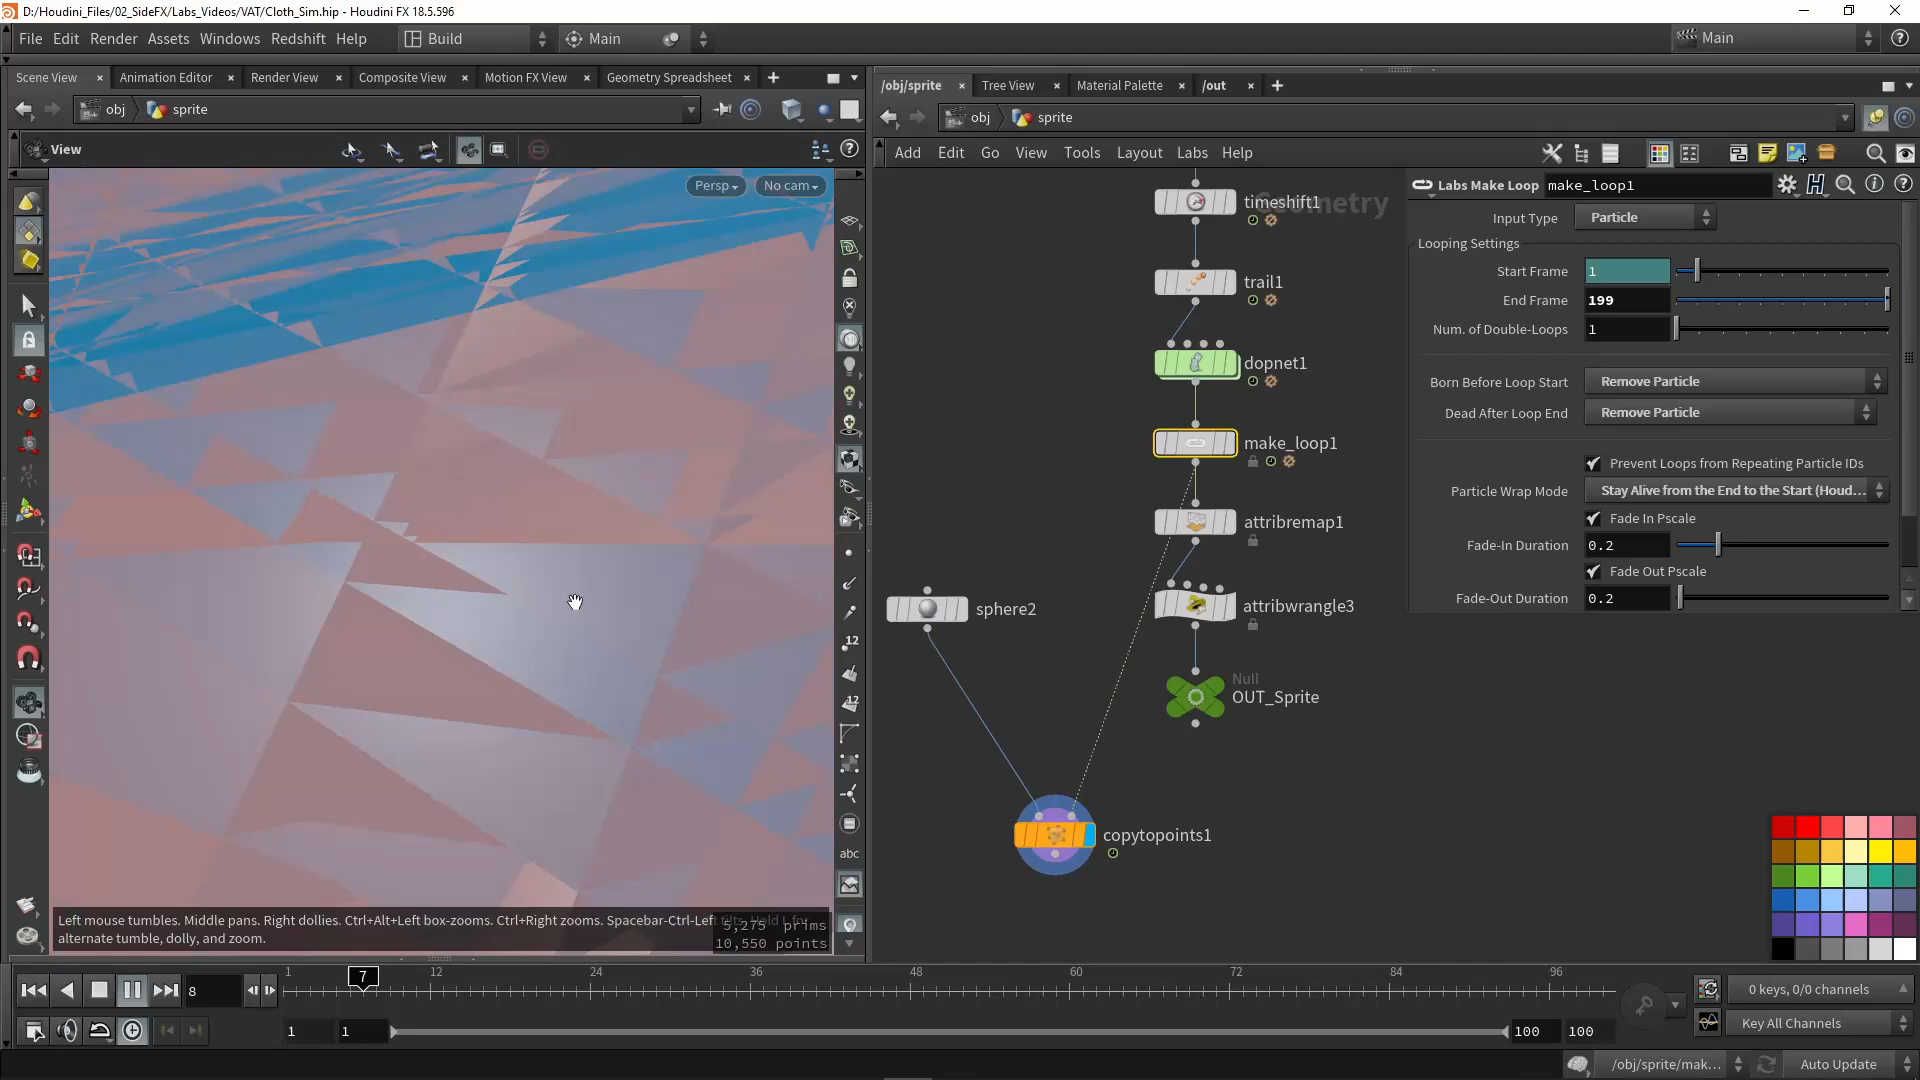 D:/Houdini_Files/02_SideFX/Labs_Videos/VAT/Cloth_Sim.hip - Houdini FX 18.5.596
File Edit Render Assets Windows Redshift Help Build Main Main
Scene View Animation Editor Render View Composite View Motion FX View Geometry Spreadsheet
/obj/sprite Tree View Material Palette /out
obj sprite
obj sprite
View
Add Edit Go View Tools Layout Labs Help
Persp No cam
Labs Make Loop make_loop1
Geometry
timeshift1
trail1
dopnet1
make_loop1
attribremap1
sphere2
attribwrangle3
Null
OUT_Sprite
copytopoints1
Input Type Particle
Looping Settings
Start Frame 1
End Frame 199
Num. of Double-Loops 1
Born Before Loop Start Remove Particle
Dead After Loop End Remove Particle
Prevent Loops from Repeating Particle IDs
Particle Wrap Mode Stay Alive from the End to the Start (Houd...
Fade In Pscale
Fade-In Duration 0.2
Fade Out Pscale
Fade-Out Duration 0.2
12
12
abc
Left mouse tumbles. Middle pans. Right dollies. Ctrl+Alt+Left box-zooms. Ctrl+Right zooms. Spacebar-Ctrl-Left tilts. Hold L for
alternate tumble, dolly, and zoom.
5,275 prims
10,550 points
8 1 7 12 24 36 48 60 72 84 96
0 keys, 0/0 channels
1 1 100 100
Key All Channels
/obj/sprite/mak... Auto Update